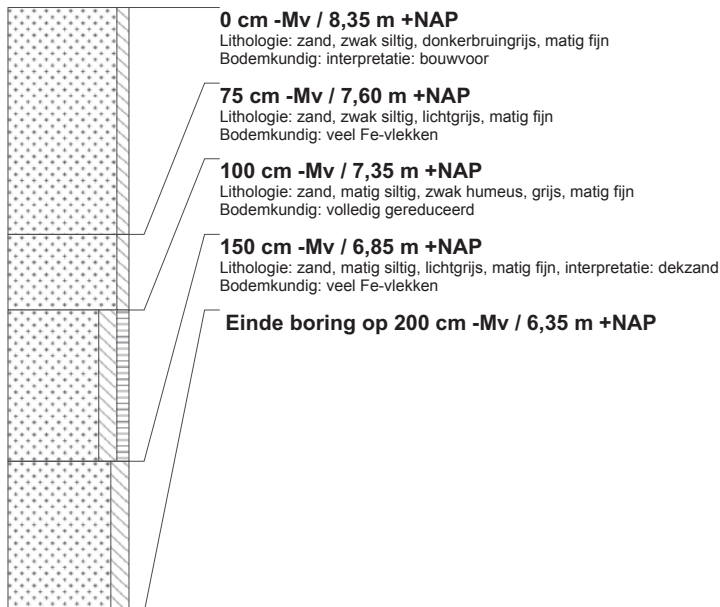 0 cm -Mv / 8,35 m +NAP
Lithologie: zand, zwak siltig, donkerbruingrijs, matig fijn
Bodemkundig: interpretatie: bouwvoor
75 cm -Mv / 7,60 m +NAP
Lithologie: zand, zwak siltig, lichtgrijs, matig fijn
Bodemkundig: veel Fe-vlekken
100 cm -Mv / 7,35 m +NAP
Lithologie: zand, matig siltig, zwak humeus, grijs, matig fijn
Bodemkundig: volledig gereduceerd
150 cm -Mv / 6,85 m +NAP
Lithologie: zand, matig siltig, lichtgrijs, matig fijn, interpretatie: dekzand
Bodemkundig: veel Fe-vlekken
Einde boring op 200 cm -Mv / 6,35 m +NAP